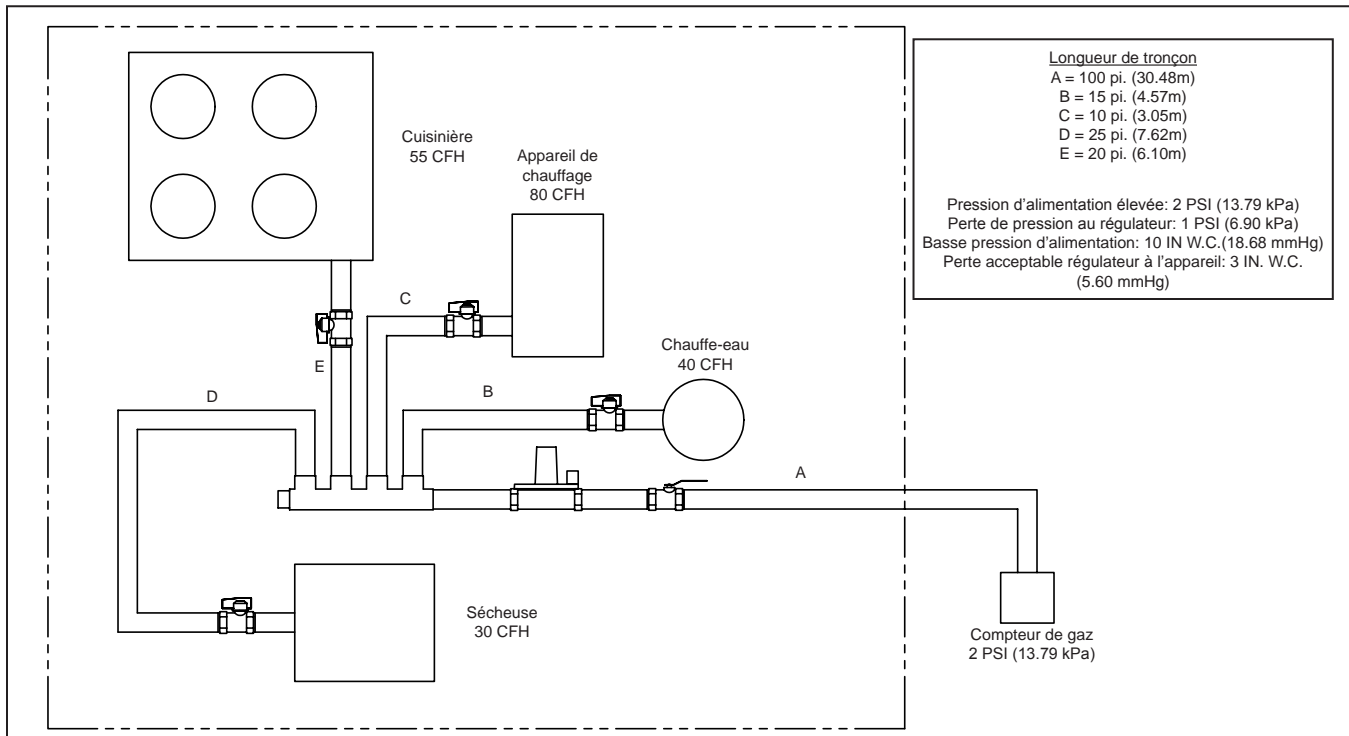 Longueur de tronçon
A = 100 pi. (30.48m)
B = 15 pi. (4.57m)
C = 10 pi. (3.05m)
D = 25 pi. (7.62m)
E = 20 pi. (6.10m)
Pression d’alimentation élevée: 2 PSI (13.79 kPa)
Perte de pression au régulateur: 1 PSI (6.90 kPa)
Basse pression d’alimentation: 10 IN W.C.(18.68 mmHg)
Perte acceptable régulateur à l’appareil: 3 IN. W.C.
(5.60 mmHg)
Cuisinière
55 CFH
Appareil de
chauffage
80 CFH
C
Chauffe-eau
40 CFH
E
D
B
A
Sécheuse
30 CFH
Compteur de gaz
2 PSI (13.79 kPa)